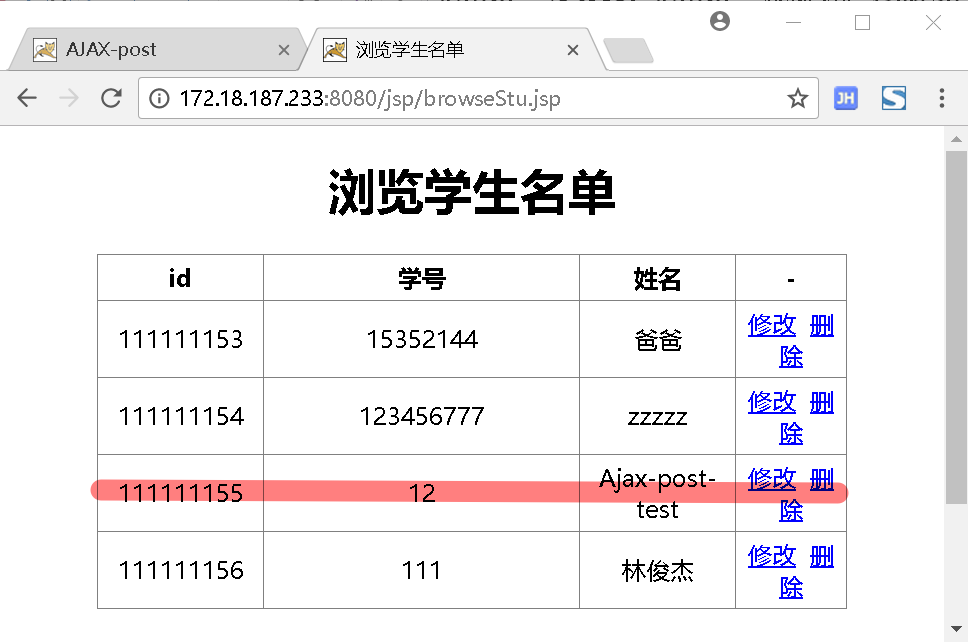 AJAX-post
浏览学生名单
172.18.187.233:8080/jsp/browseStu.jsp
JH
S
浏览学生名单
id 学号 姓名 -
111111153 15352144 爸爸 修改 删
除
111111154 123456777 zzzzz 修改 删
除
111111155 12 Ajax-post- 修改 删
test 除
111111156 111 林俊杰 修改 删
除